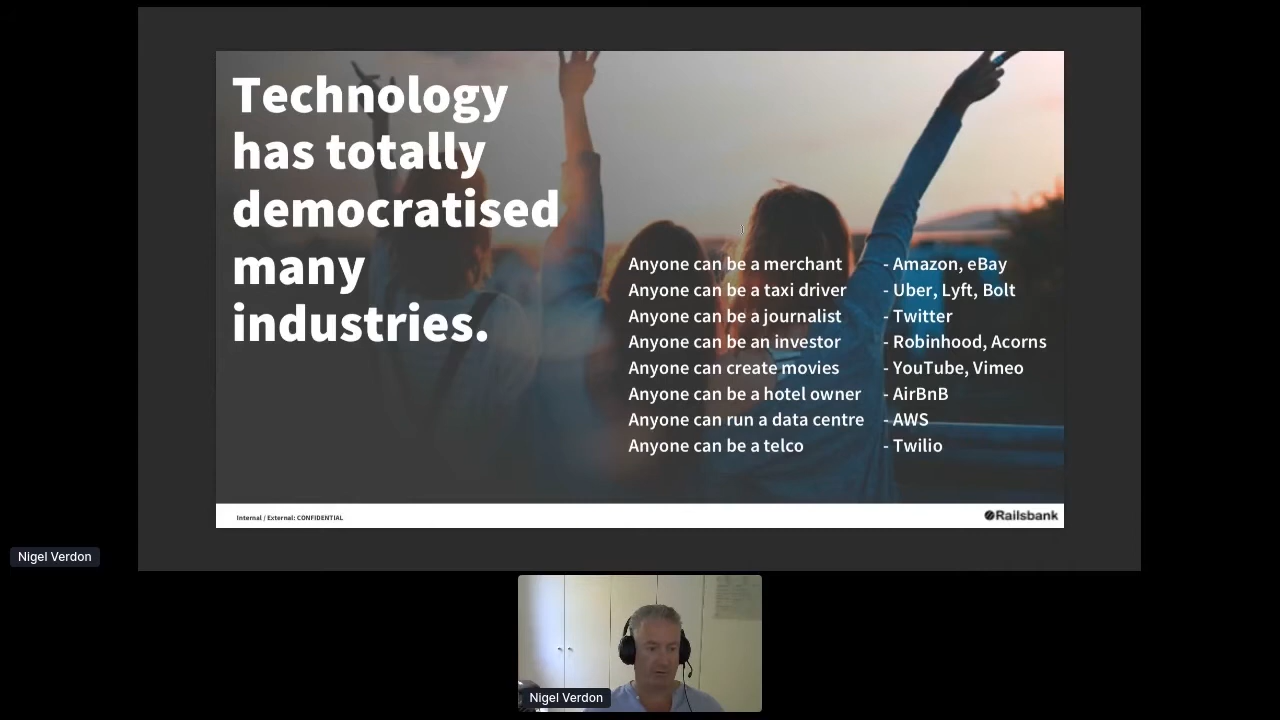 Technology
has totally
democratised
many
industries.
Anyone can be a merchant - Amazon, eBay
Anyone can be a taxi driver - Uber, Lyft, Bolt
Anyone can be a journalist - Twitter
Anyone can be an investor - Robinhood, Acorns
Anyone can create movies - YouTube, Vimeo
Anyone can be a hotel owner - AirBnB
Anyone can run a data centre - AWS
Anyone can be a telco - Twilio
Internal / External: CONFIDENTIAL
Railsbank
Nigel Verdon
Nigel Verdon